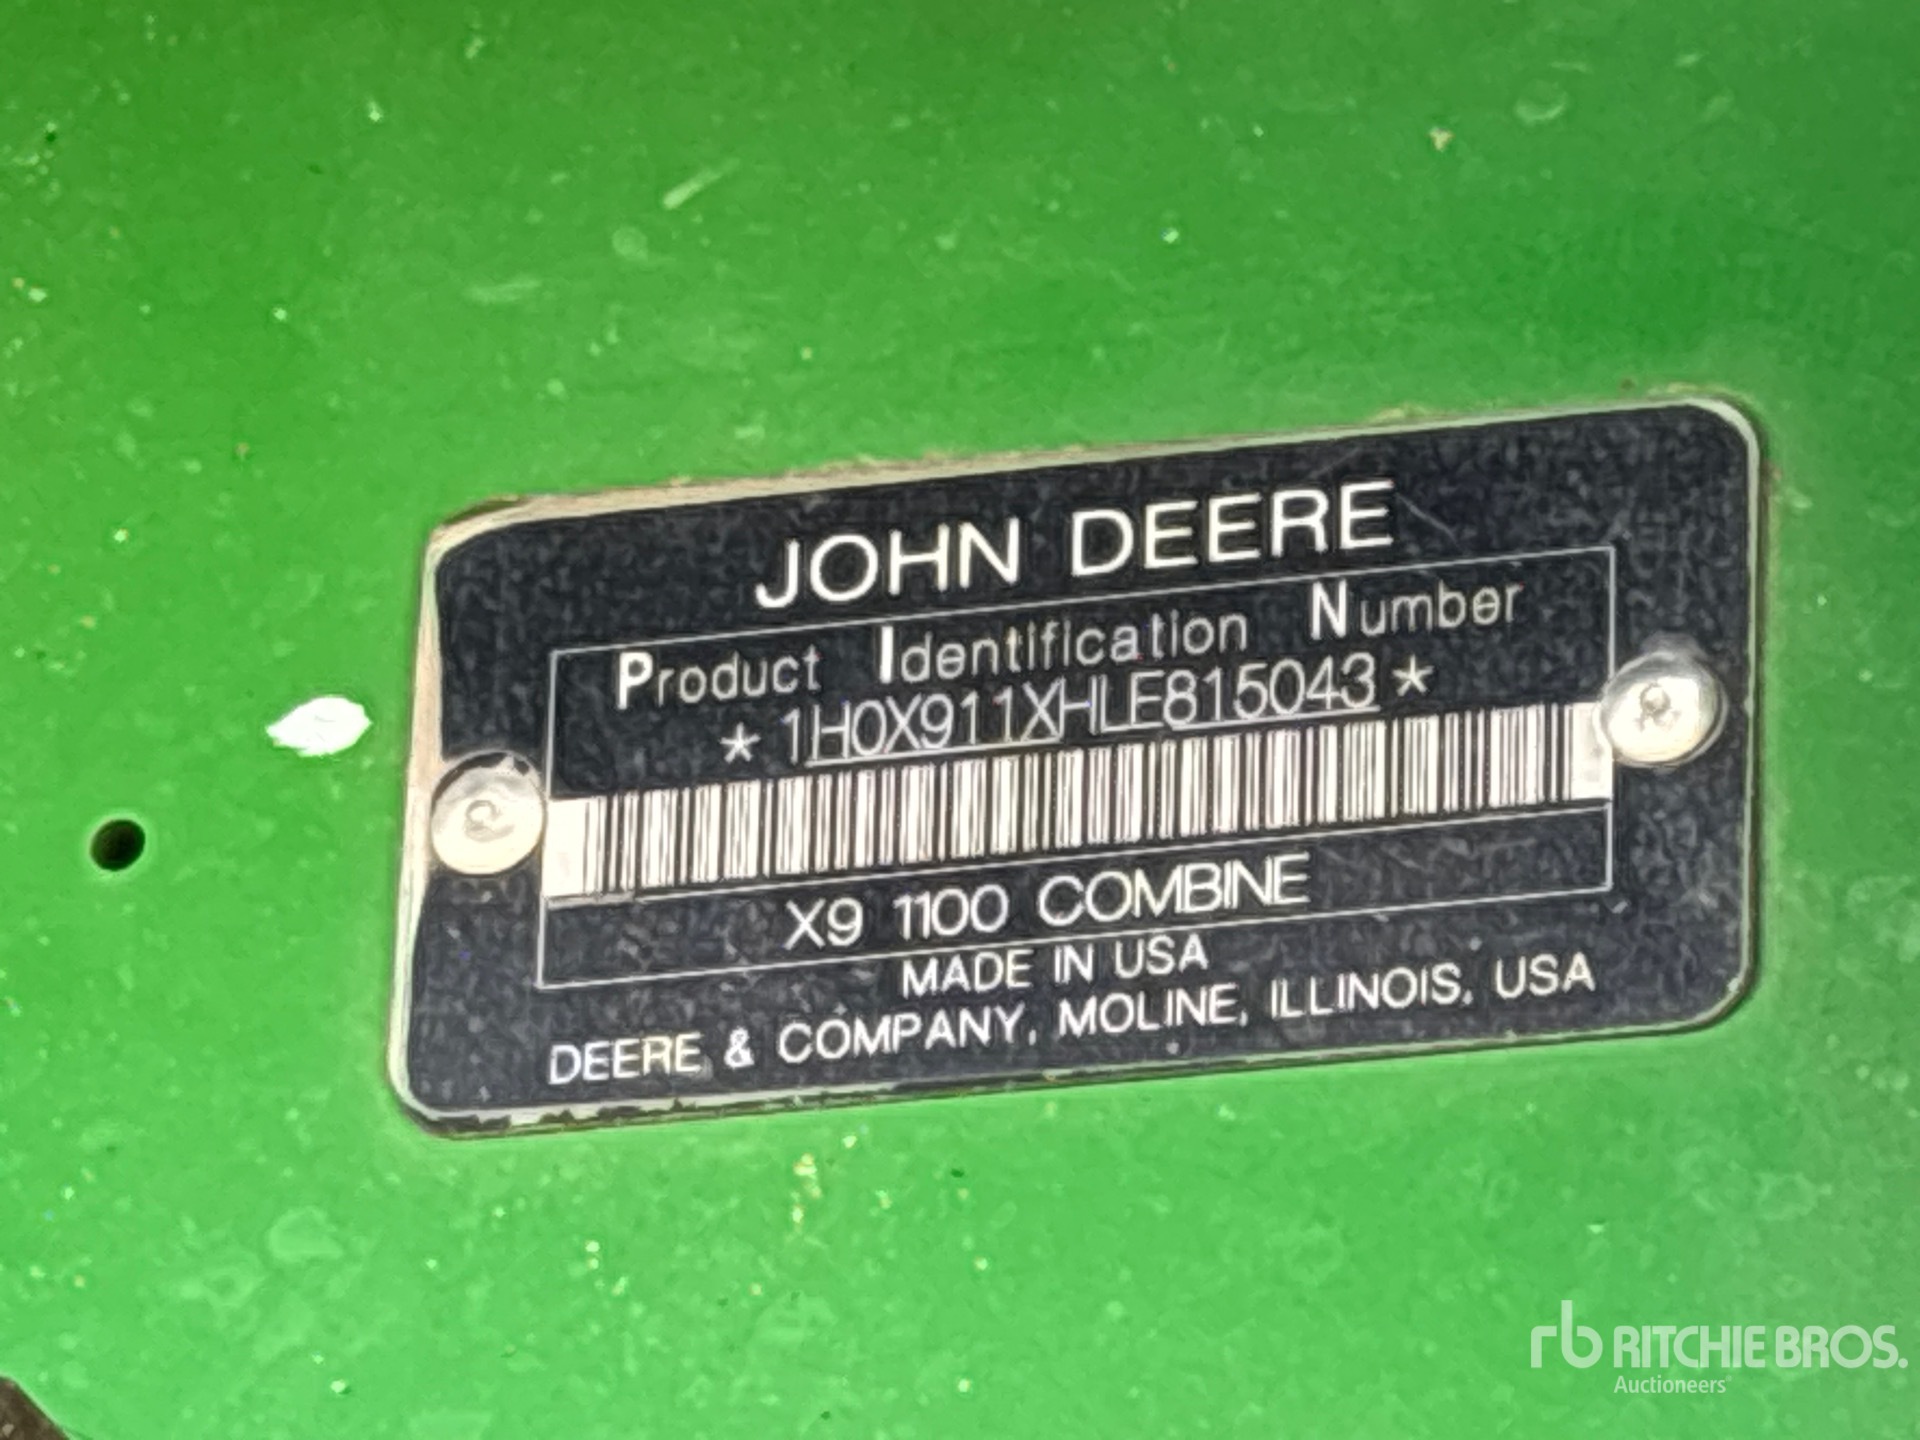 JOHN DEERE
Product Identification Number
* 1H0X911XHLE815043 *
X9 1100 COMBINE
MADE IN USA
DEERE & COMPANY, MOLINE, ILLINOIS, USA
rb RITCHIE BROS.
Auctioneers